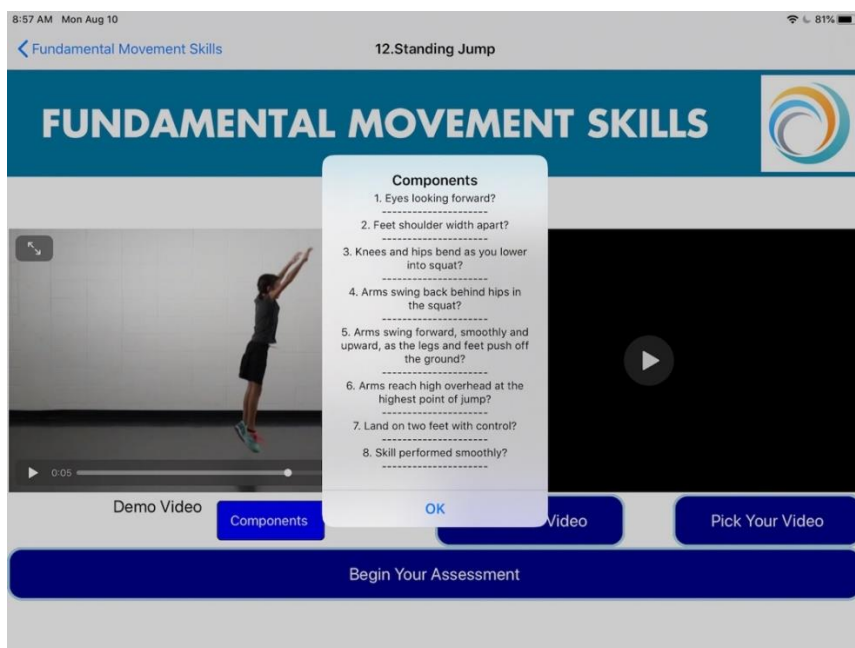 8:57 AM Mon Aug 10
81%
Fundamental Movement Skills
12.Standing Jump
FUNDAMENTAL MOVEMENT SKILLS
Components
1. Eyes looking forward?
---------------------
2. Feet shoulder width apart?
---------------------
3. Knees and hips bend as you lower
into squat?
---------------------
4. Arms swing back behind hips in
the squat?
---------------------
5. Arms swing forward, smoothly and
upward, as the legs and feet push off
the ground?
---------------------
6. Arms reach high overhead at the
highest point of jump?
---------------------
7. Land on two feet with control?
---------------------
8. Skill performed smoothly?
---------------------
OK
0:05
Demo Video
Components
Video
Pick Your Video
Begin Your Assessment